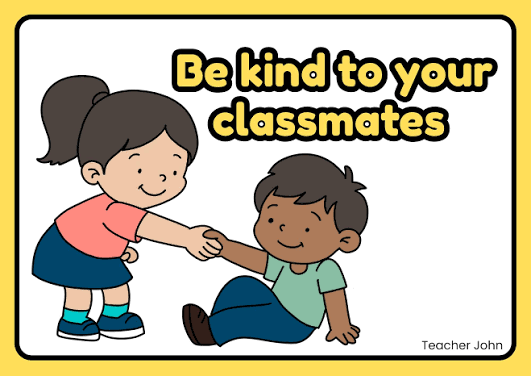 Be kind to your
classmates
Teacher John